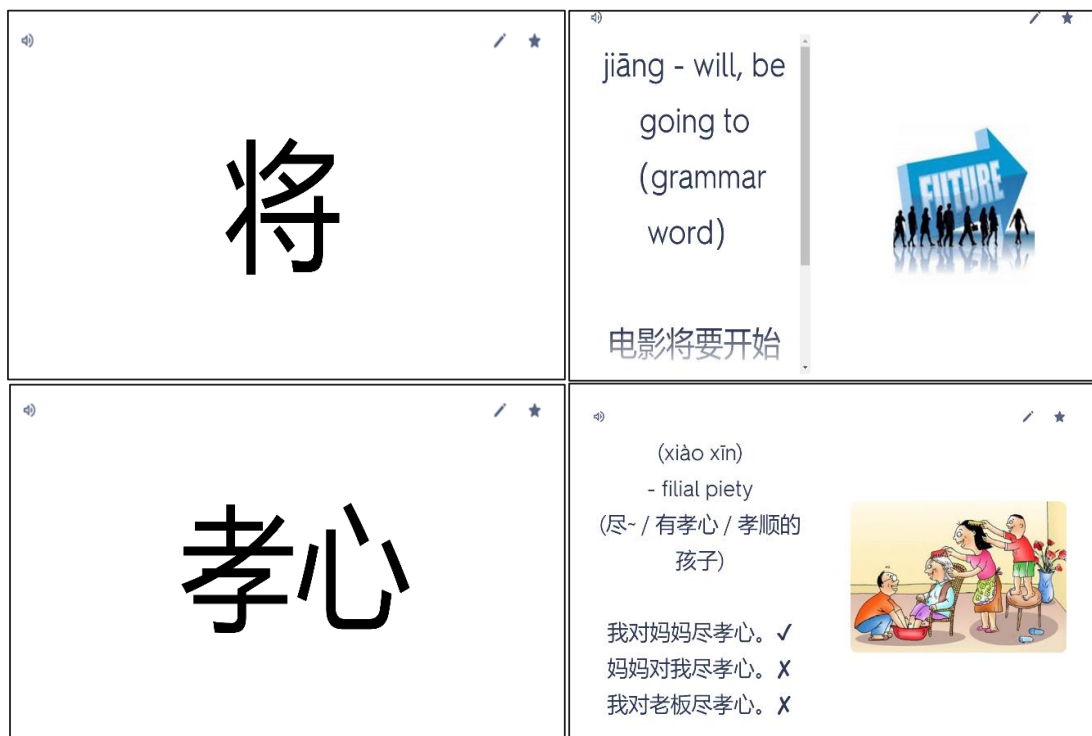 将
jiāng - will, be
going to
(grammar
word)
电影将要开始
FUTURE
孝心
(xiào xīn)
- filial piety
(尽~ / 有孝心 / 孝顺的
孩子)
我对妈妈尽孝心。✓
妈妈对我尽孝心。✗
我对老板尽孝心。✗